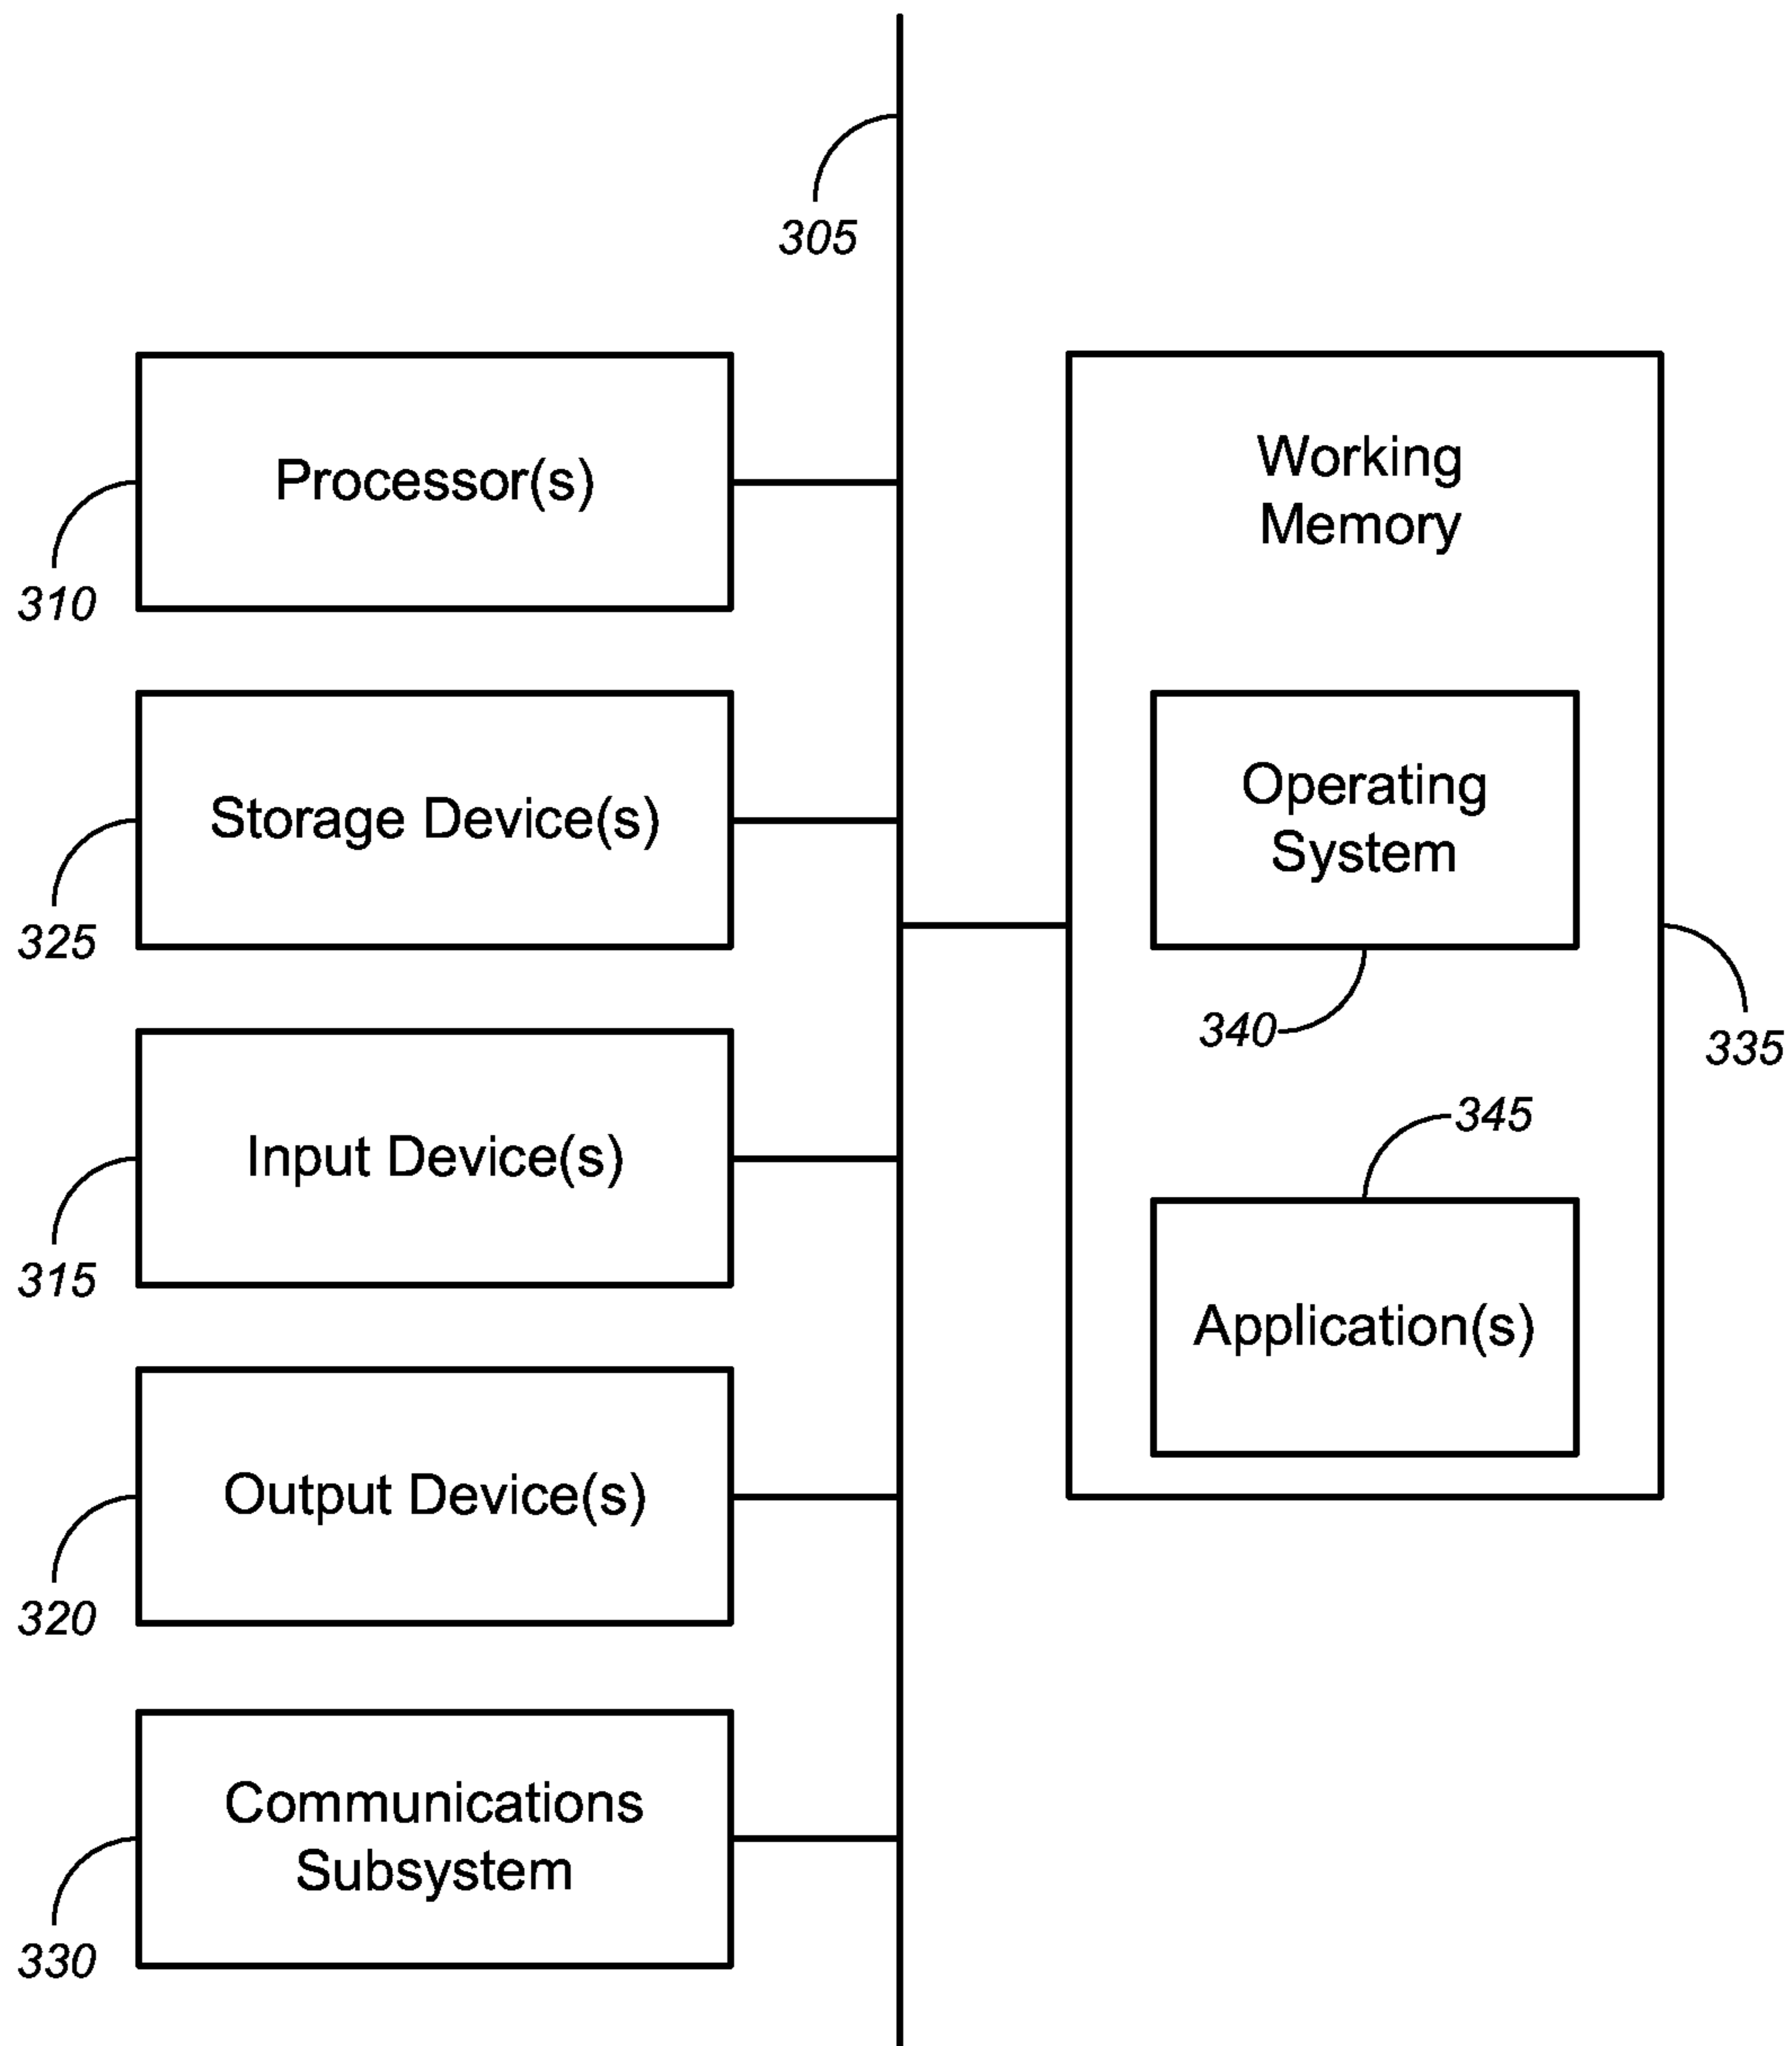 305
Processor(s)
310
Storage Device(s)
325
Input Device(s)
315
Output Device(s)
320
Communications
Subsystem
330
Working
Memory
Operating
System
340
335
345
Application(s)